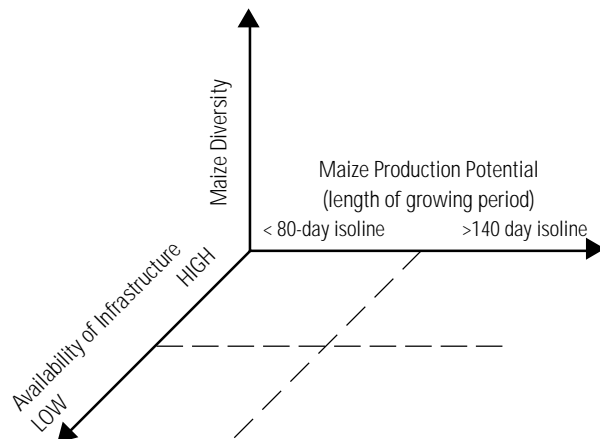 Maize Diversity
Maize Production Potential
(length of growing period)
< 80-day isoline
>140 day isoline
Availability of Infrastructure
HIGH
LOW